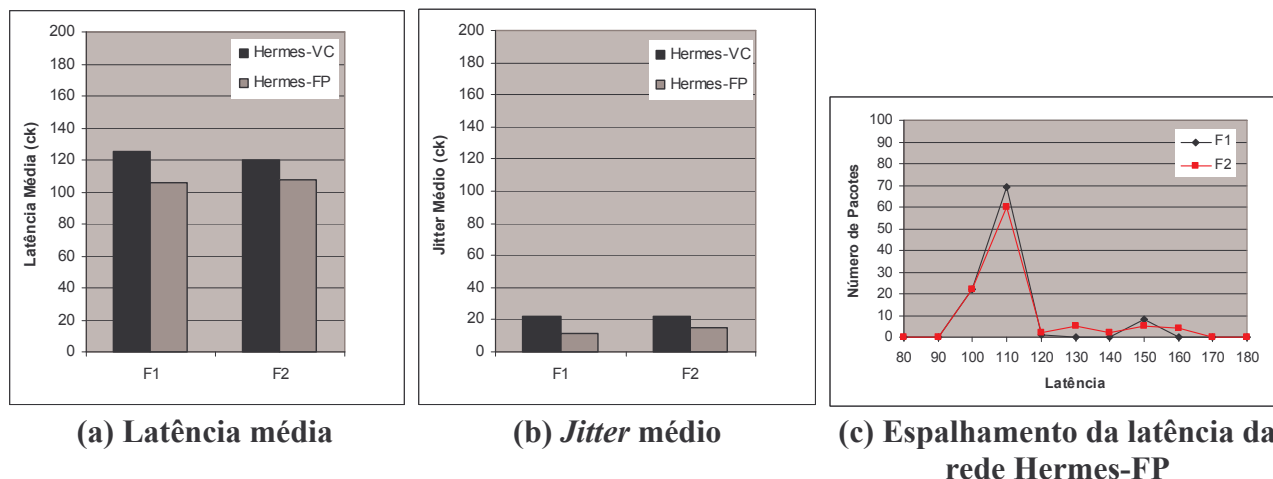 200
180
160
140
120
100
80
60
40
20
0
Latência Média (ck)
Hermes-VC
Hermes-FP
F1
F2
(a) Latência média
200
180
160
140
120
100
80
60
40
20
0
Jitter Médio (ck)
Hermes-VC
Hermes-FP
F1
F2
(b) Jitter médio
100
90
80
70
60
50
40
30
20
10
0
Número de Pacotes
F1
F2
80 90 100 110 120 130 140 150 160 170 180
Latência
(c) Espalhamento da latência da
rede Hermes-FP